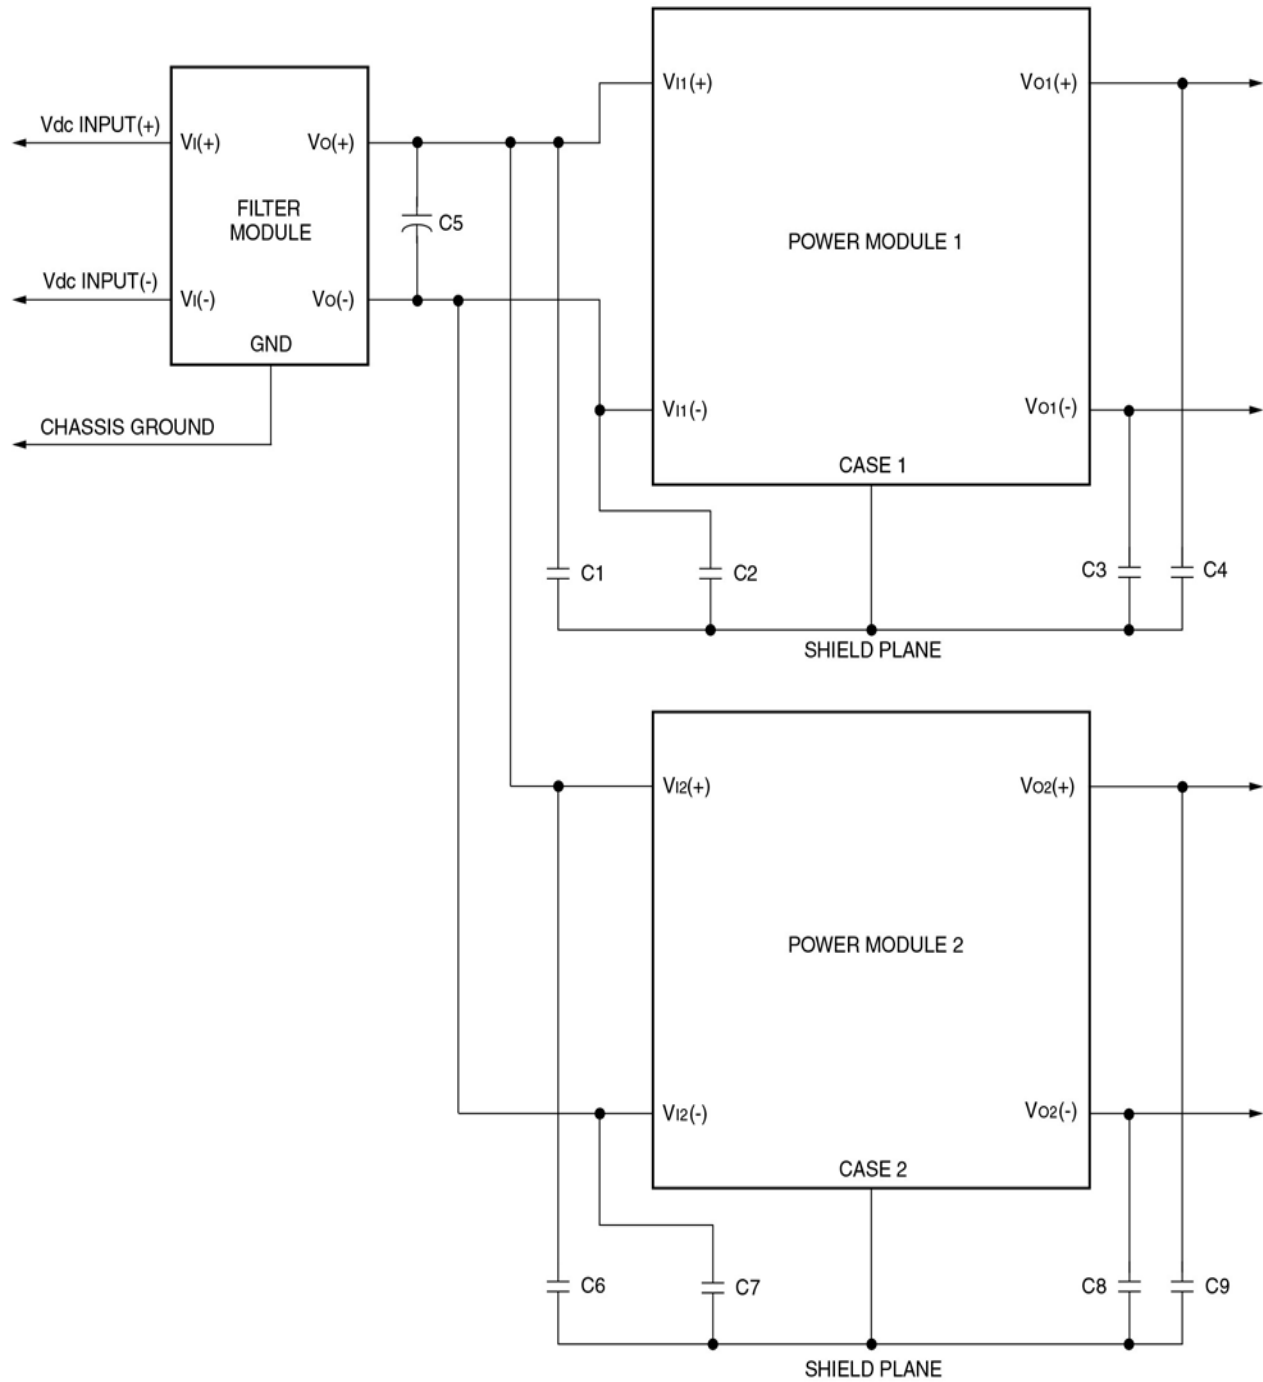 Vdc INPUT(+)
VI(+)
VO(+)
FILTER
MODULE
C5
Vdc INPUT(-)
VI(-)
VO(-)
GND
CHASSIS GROUND
VI1(+)
VO1(+)
POWER MODULE 1
VI1(-)
VO1(-)
CASE 1
C1
C2
C3
C4
SHIELD PLANE
VI2(+)
VO2(+)
POWER MODULE 2
VI2(-)
VO2(-)
CASE 2
C6
C7
C8
C9
SHIELD PLANE